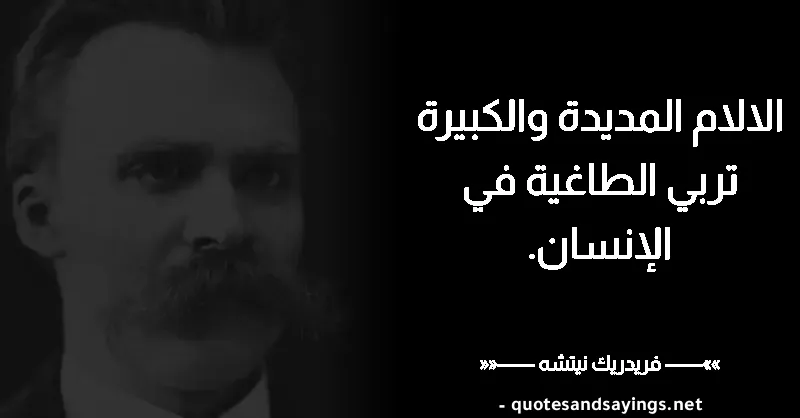 الالام المديدة والكبيرة
تربي الطاغية في
الإنسان.
»»—— فريدريك نيتشه ——««
- quotesandsayings.net